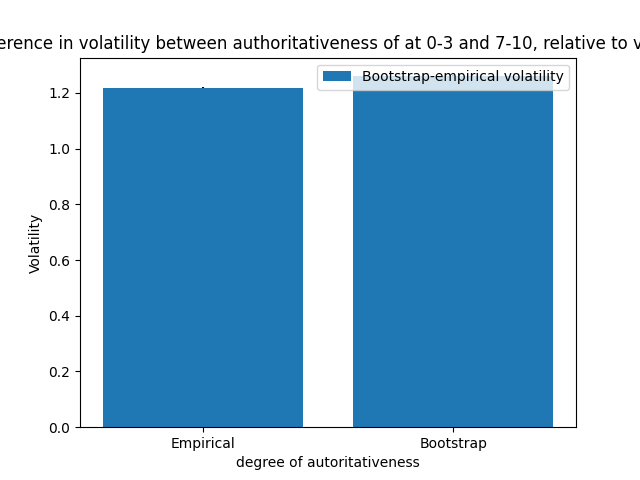 in volatility between authoritativeness of at 0-3 and 7-10, relative to
Bootstrap-empirical volatility
1.2
1.0
0.8
0.6
0.4
0.2
0.0
Volatility
Empirical
Bootstrap
degree of autoritativeness